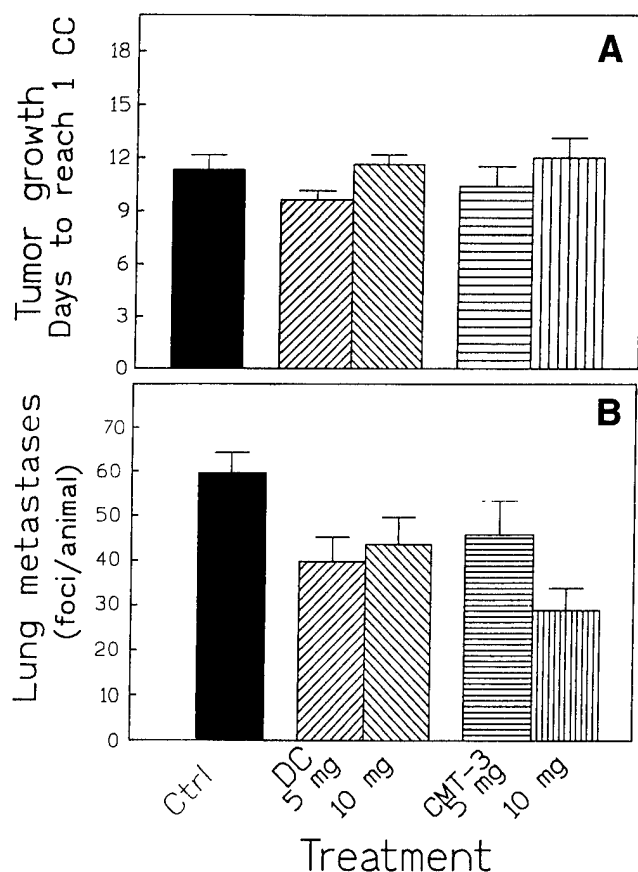 Tumor growth
Days to reach 1 CC
18
15
12
9
6
3
0
A
Lung metastases
(foci/animal)
70
60
50
40
30
20
10
0
B
Ctrl
DC
5 mg
10 mg
CMT-3
5 mg
10 mg
Treatment